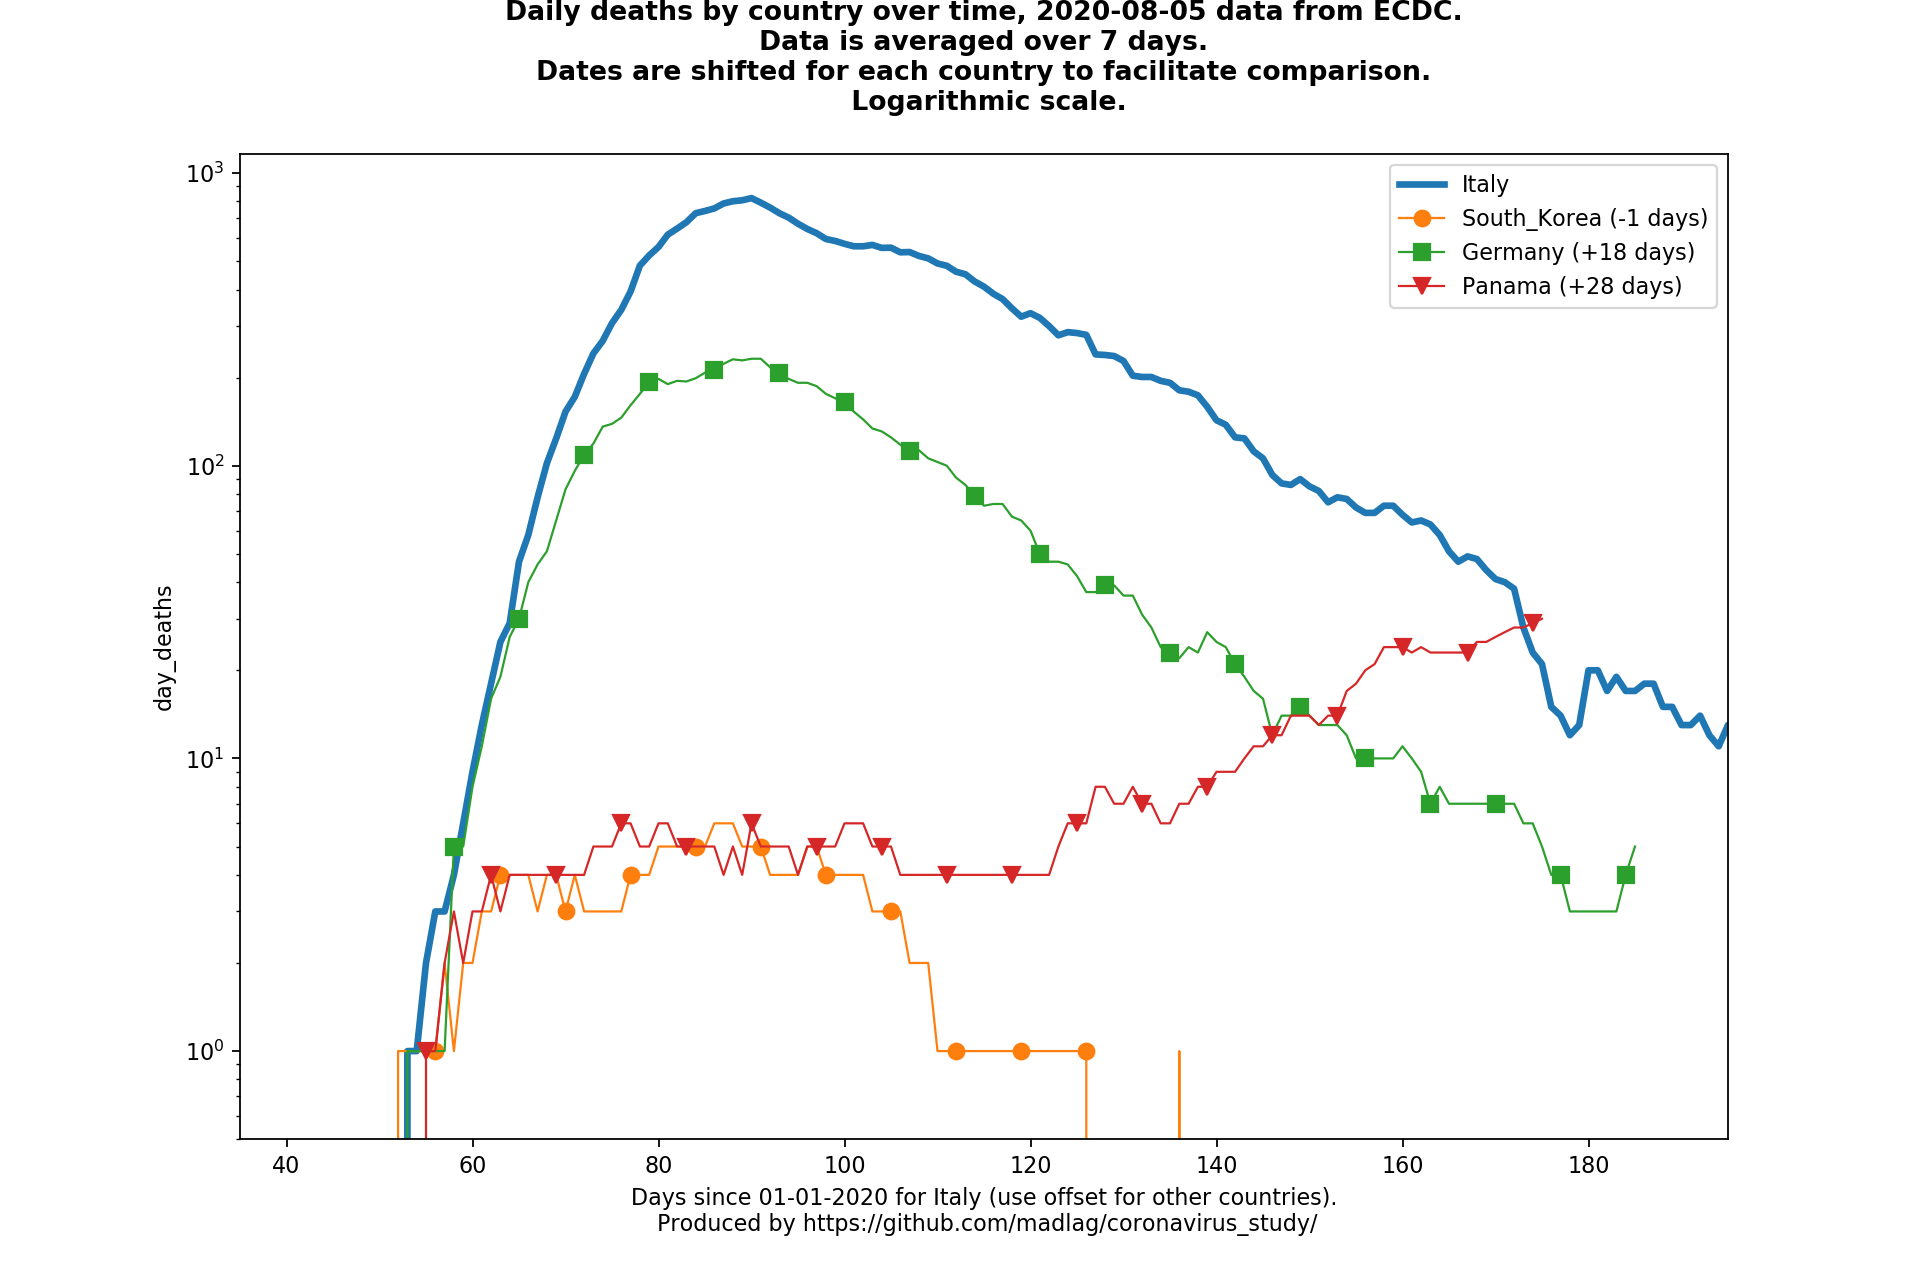 Daily deaths by country over time, 2020-08-05 data from ECDC.
Data is averaged over 7 days.
Dates are shifted for each country to facilitate comparison.
Logarithmic scale.
10³
10²
10¹
10⁰
day_deaths
Italy
South_Korea (-1 days)
Germany (+18 days)
Panama (+28 days)
40 60 80 100 120 140 160 180
Days since 01-01-2020 for Italy (use offset for other countries).
Produced by https://github.com/madlag/coronavirus_study/